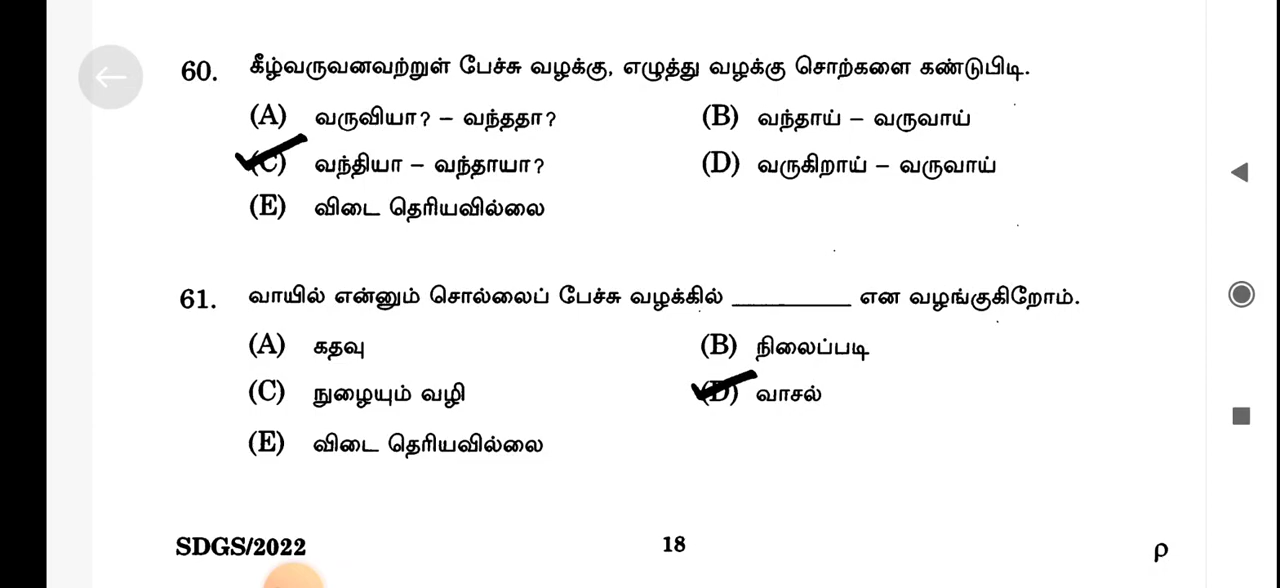 60. கீழ்வருவனவற்றுள் பேச்சு வழக்கு, எழுத்து வழக்கு சொற்களை கண்டுபிடி.
(A) வருவியா? – வந்ததா? (B) வந்தாய் – வருவாய்
(C) வந்தியா – வந்தாயா? (D) வருகிறாய் – வருவாய்
(E) விடை தெரியவில்லை
61. வாயில் என்னும் சொல்லைப் பேச்சு வழக்கில் __________ என வழங்குகிறோம்.
(A) கதவு (B) நிலைப்படி
(C) நுழையும் வழி (D) வாசல்
(E) விடை தெரியவில்லை
SDGS/2022 18 ρ